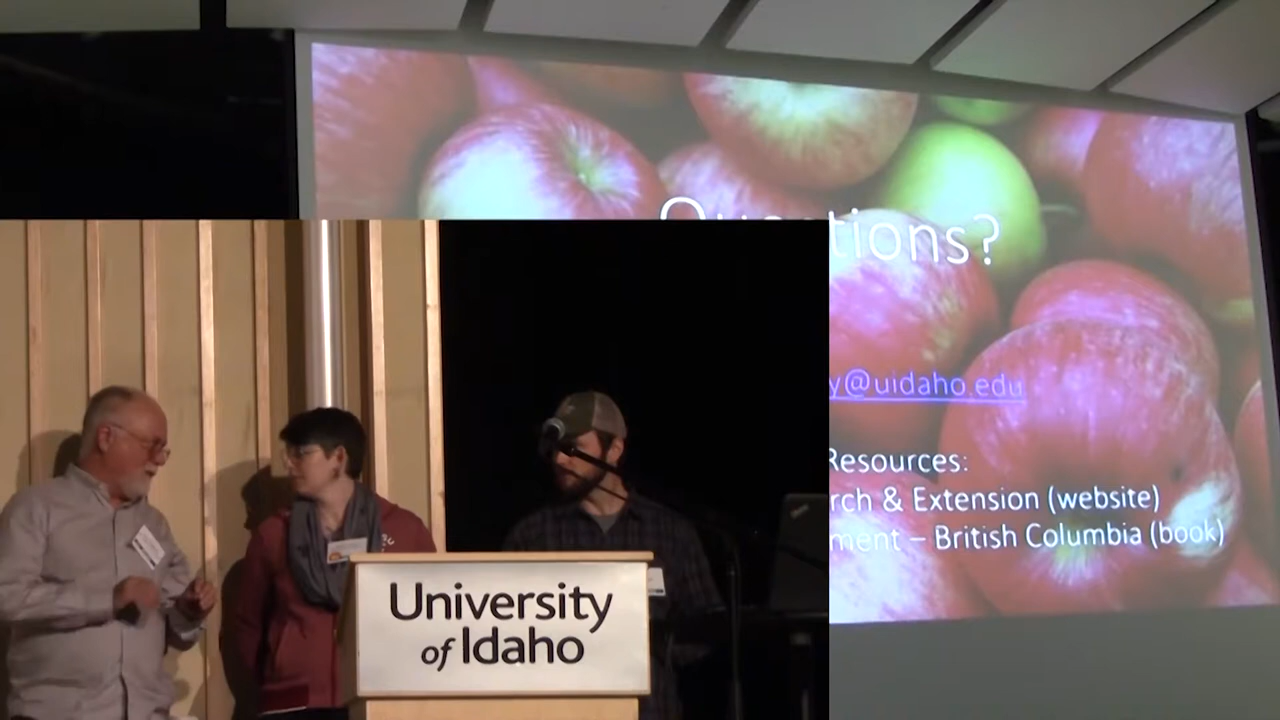 tions?
y@uidaho.edu
Resources:
rch & Extension (website)
ment – British Columbia (book)
University
of Idaho